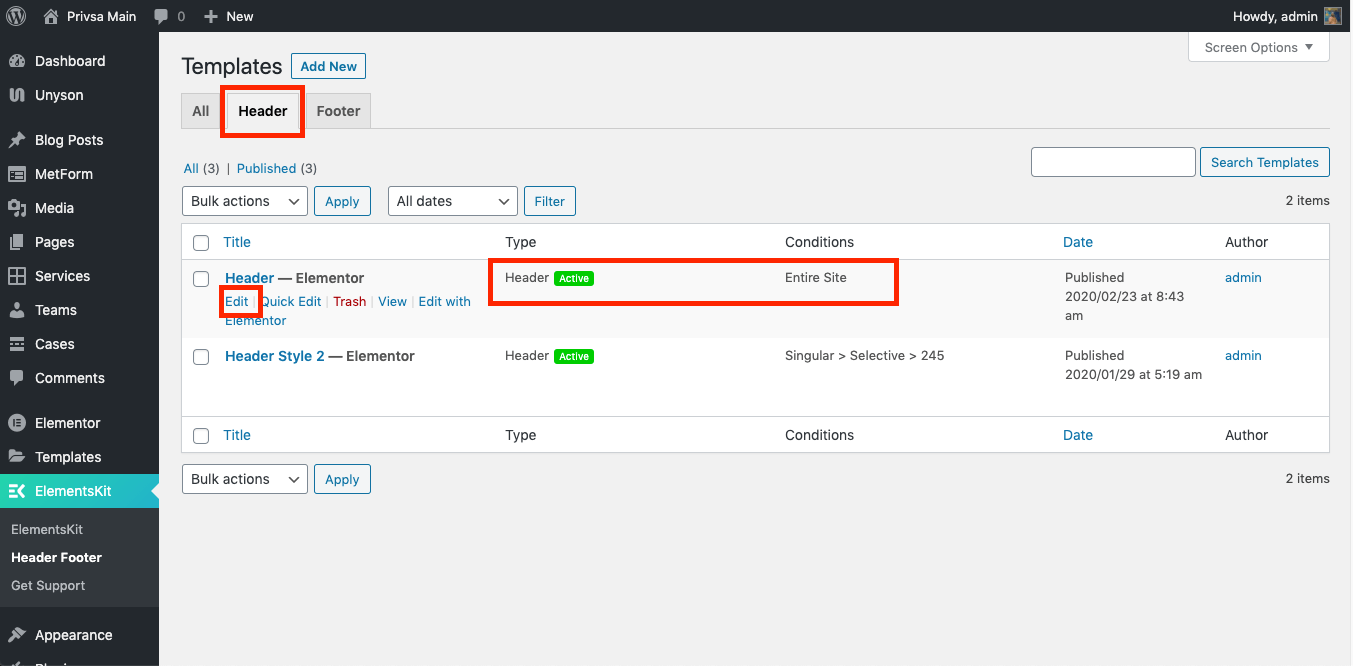 Privsa Main 0 New Howdy, admin
Screen Options
Dashboard
Unyson
Blog Posts
MetForm
Media
Pages
Services
Teams
Cases
Comments
Elementor
Templates
ElementsKit
ElementsKit
Header Footer
Get Support
Appearance
Templates Add New
All Header Footer
All (3) | Published (3)
Search Templates
Bulk actions Apply All dates Filter 2 items
Title Type Conditions Date Author
Header — Elementor Header Active Entire Site Published admin
Edit | Quick Edit | Trash | View | Edit with 2020/02/23 at 8:43
Elementor am
Header Style 2 — Elementor Header Active Singular > Selective > 245 Published admin
2020/01/29 at 5:19 am
Title Type Conditions Date Author
Bulk actions Apply 2 items